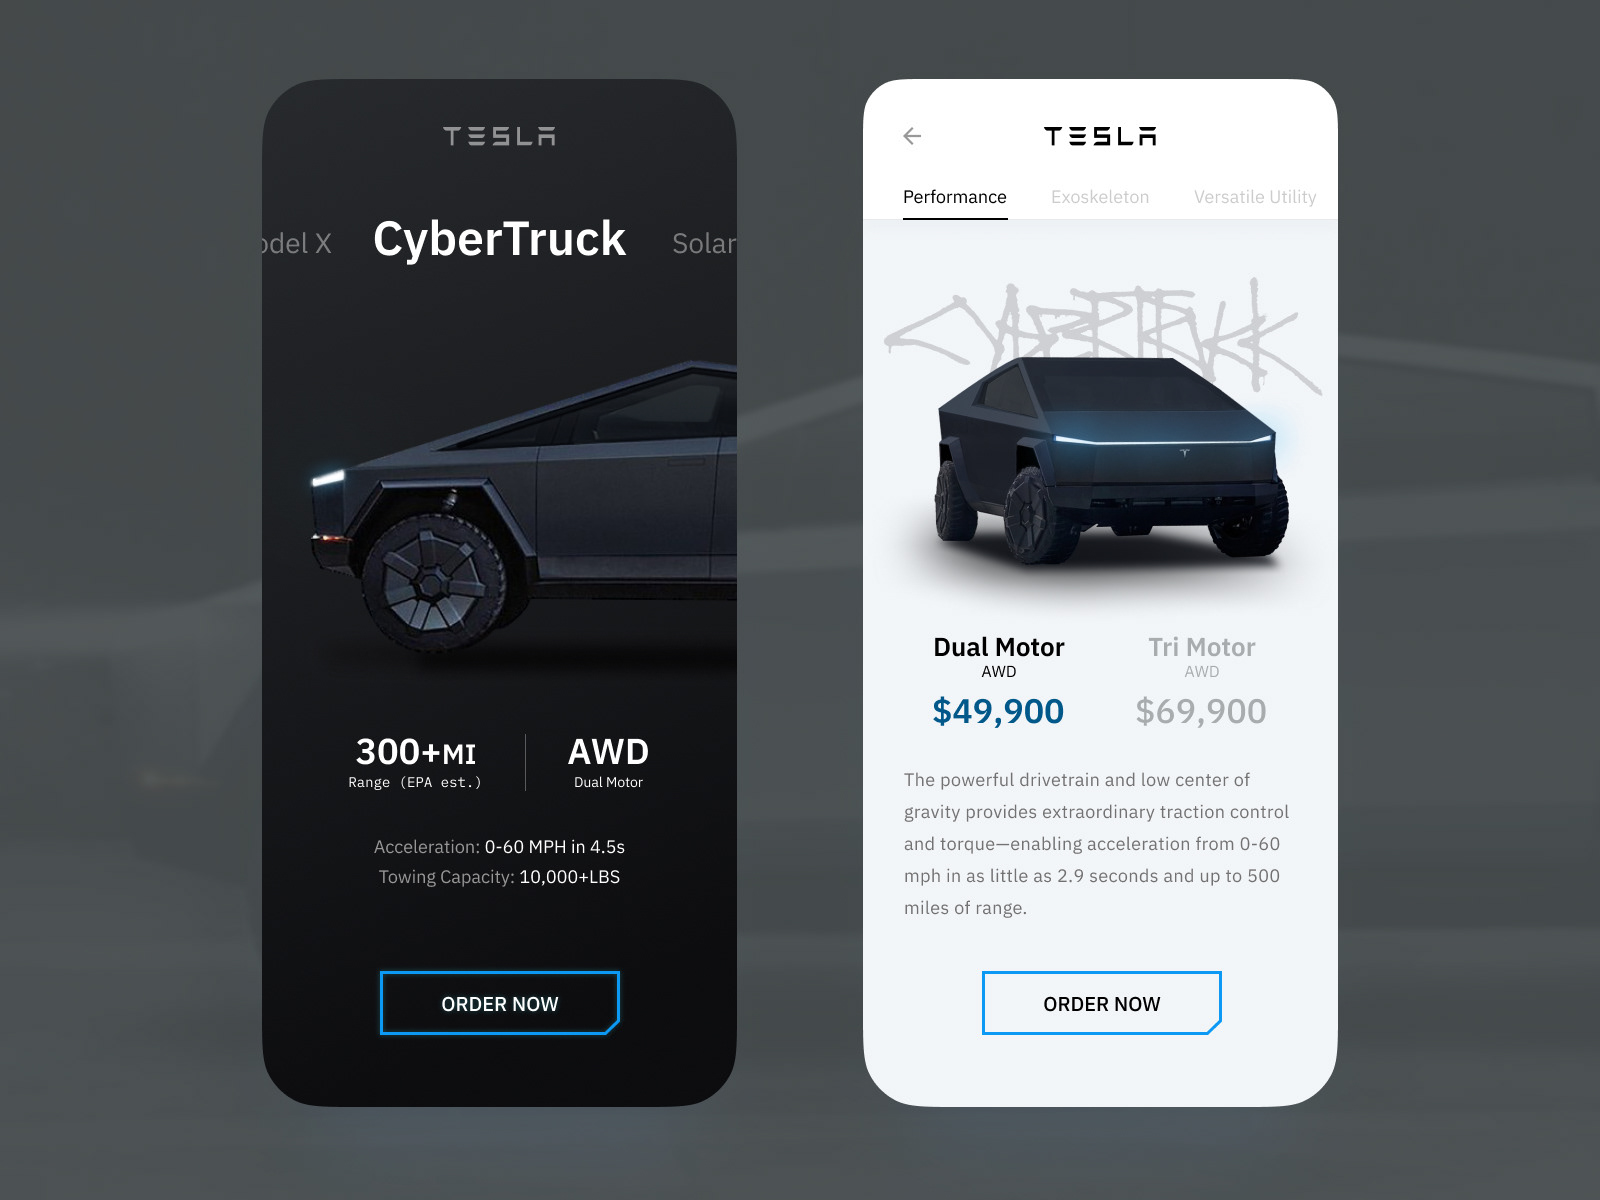 TESLA
odel X CyberTruck Solar
300+MI
Range (EPA est.)
AWD
Dual Motor
Acceleration: 0-60 MPH in 4.5s
Towing Capacity: 10,000+LBS
ORDER NOW
TESLA
Performance Exoskeleton Versatile Utility
CYBERTRUCK
Dual Motor
AWD
$49,900
Tri Motor
AWD
$69,900
The powerful drivetrain and low center of
gravity provides extraordinary traction control
and torque—enabling acceleration from 0-60
mph in as little as 2.9 seconds and up to 500
miles of range.
ORDER NOW